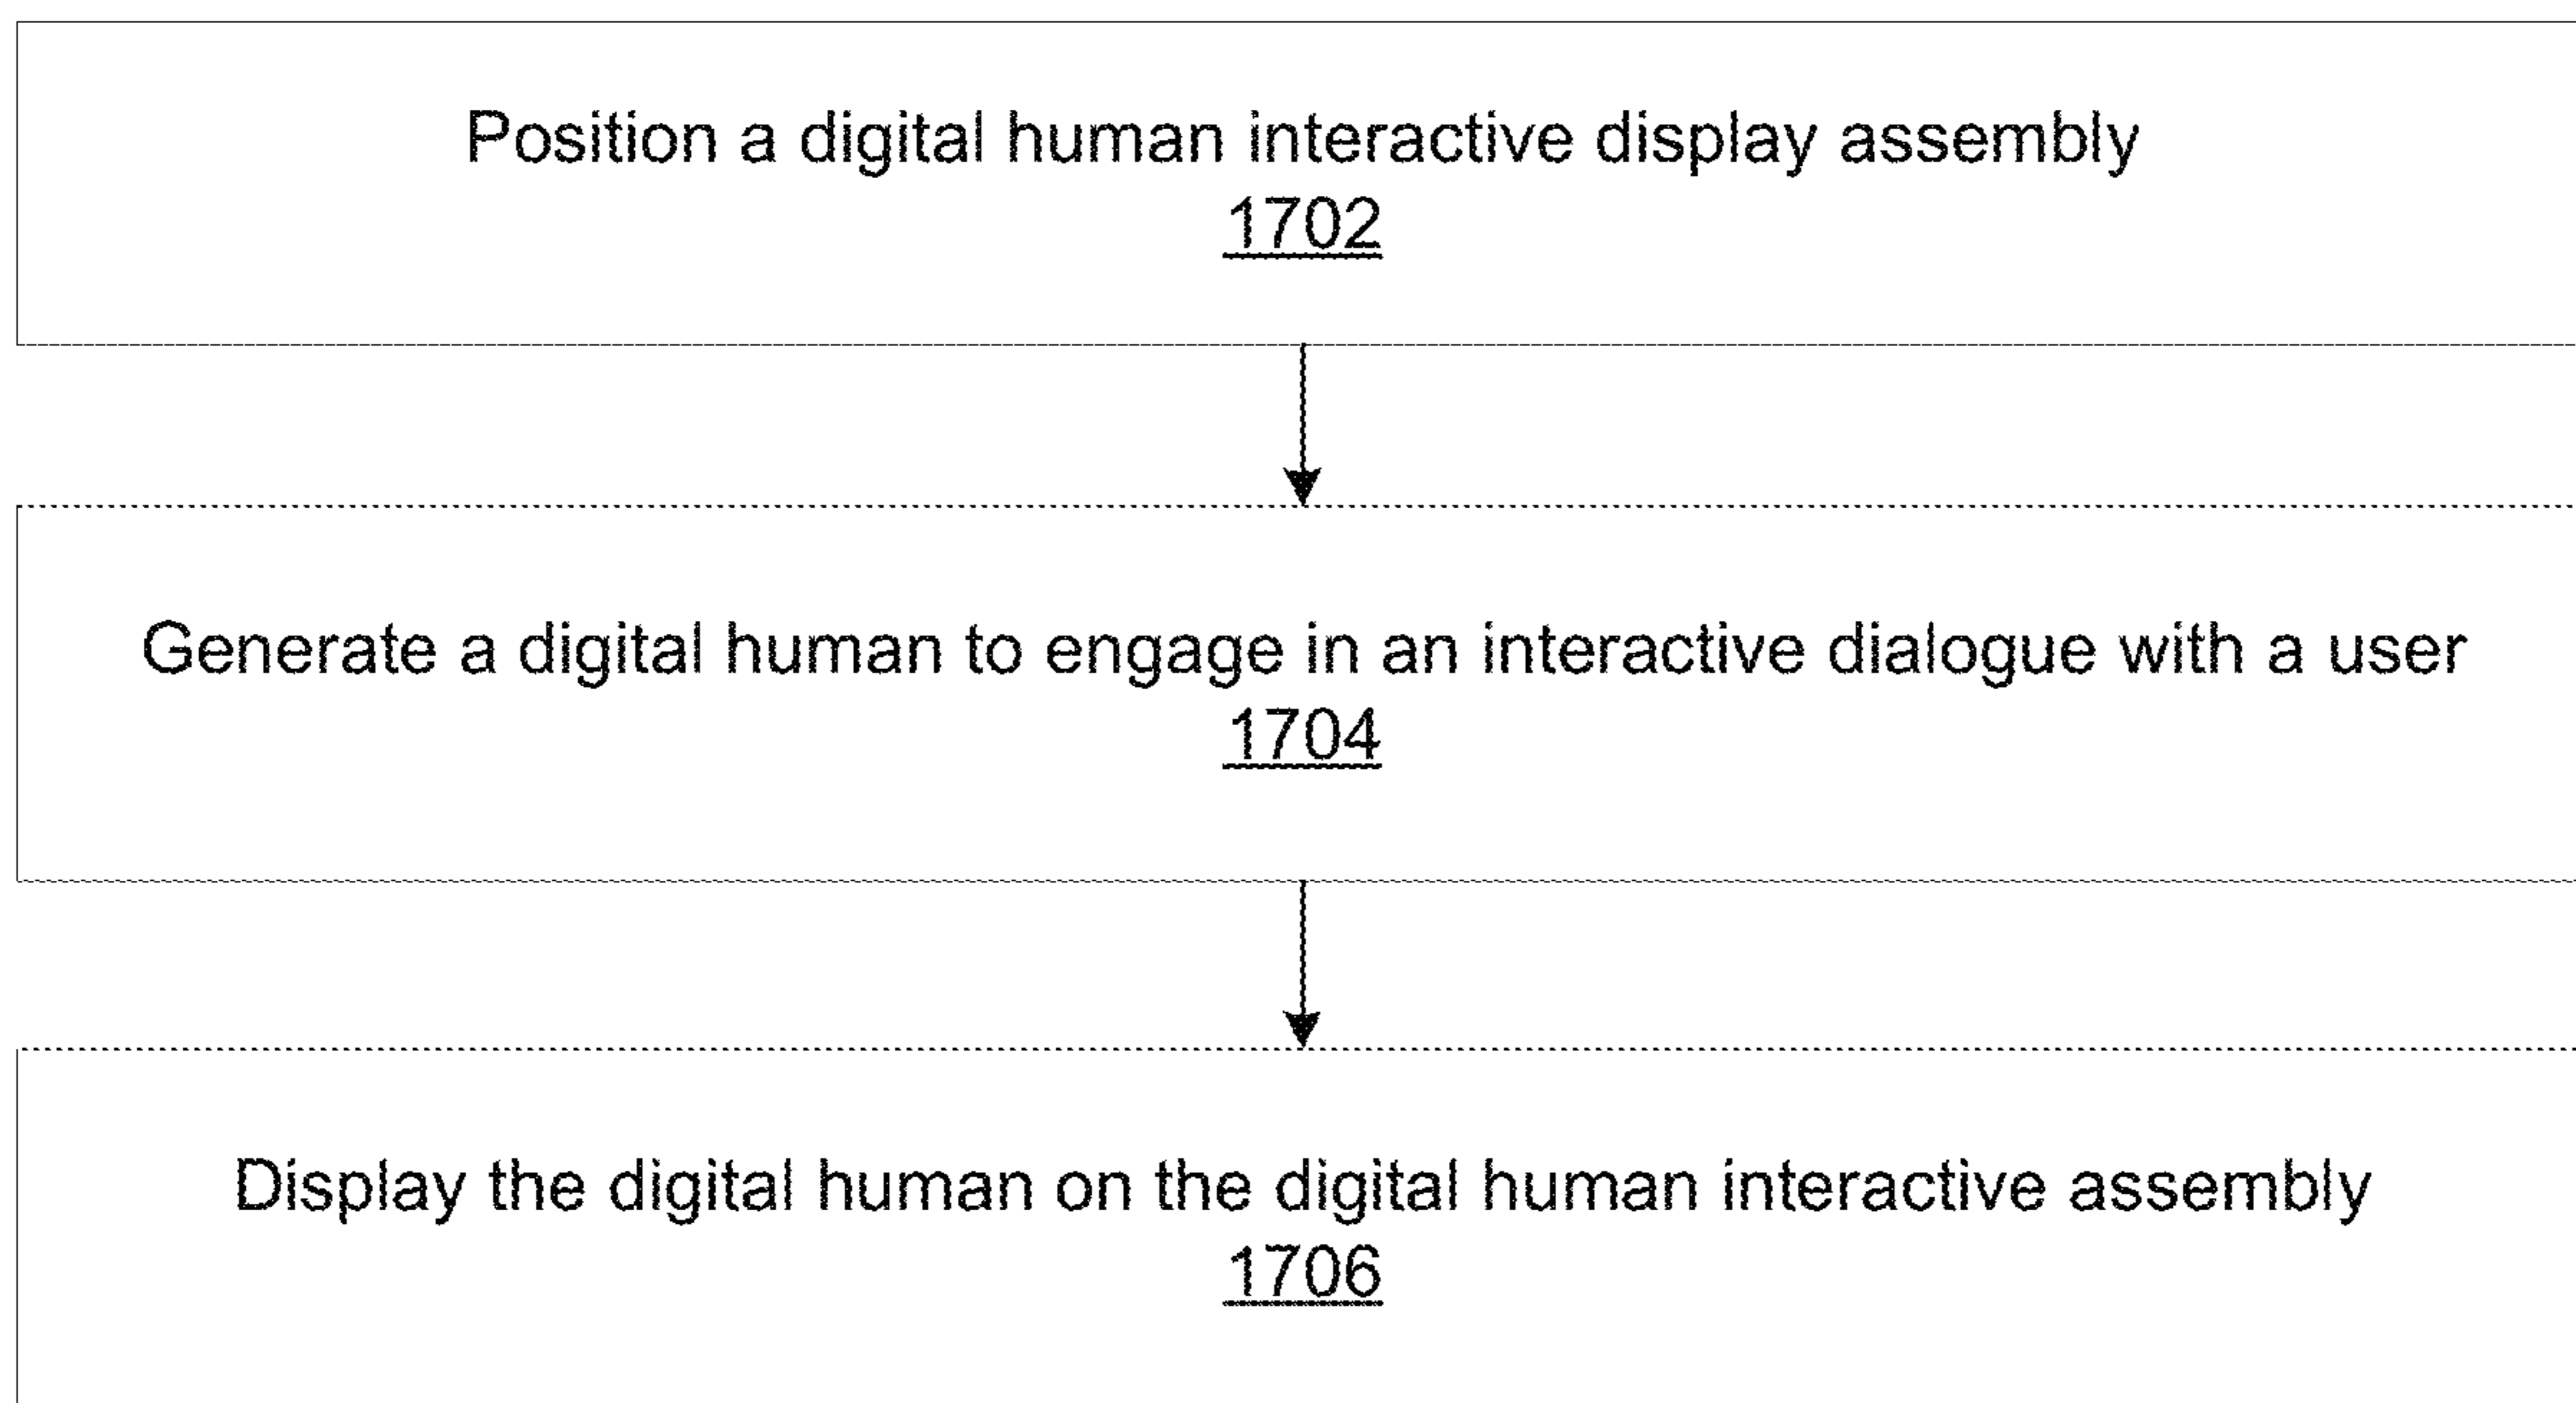 Position a digital human interactive display assembly
1702
Generate a digital human to engage in an interactive dialogue with a user
1704
Display the digital human on the digital human interactive assembly
1706